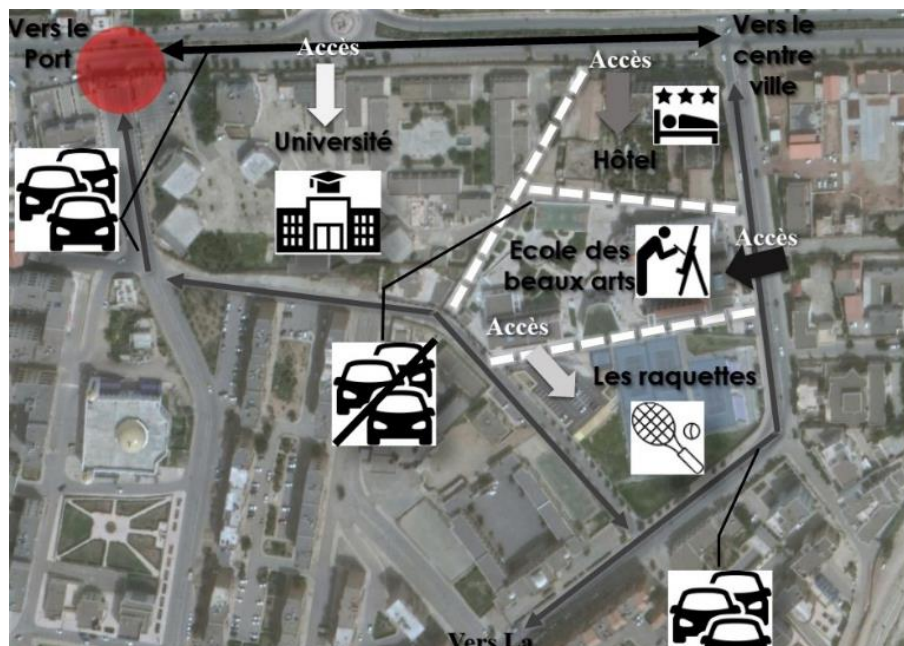 Vers le
Port
Accès
Accès
Vers le
centre
ville
Université
Hôtel
Ecole des
beaux arts
Accès
Accès
Les raquettes
Vers La